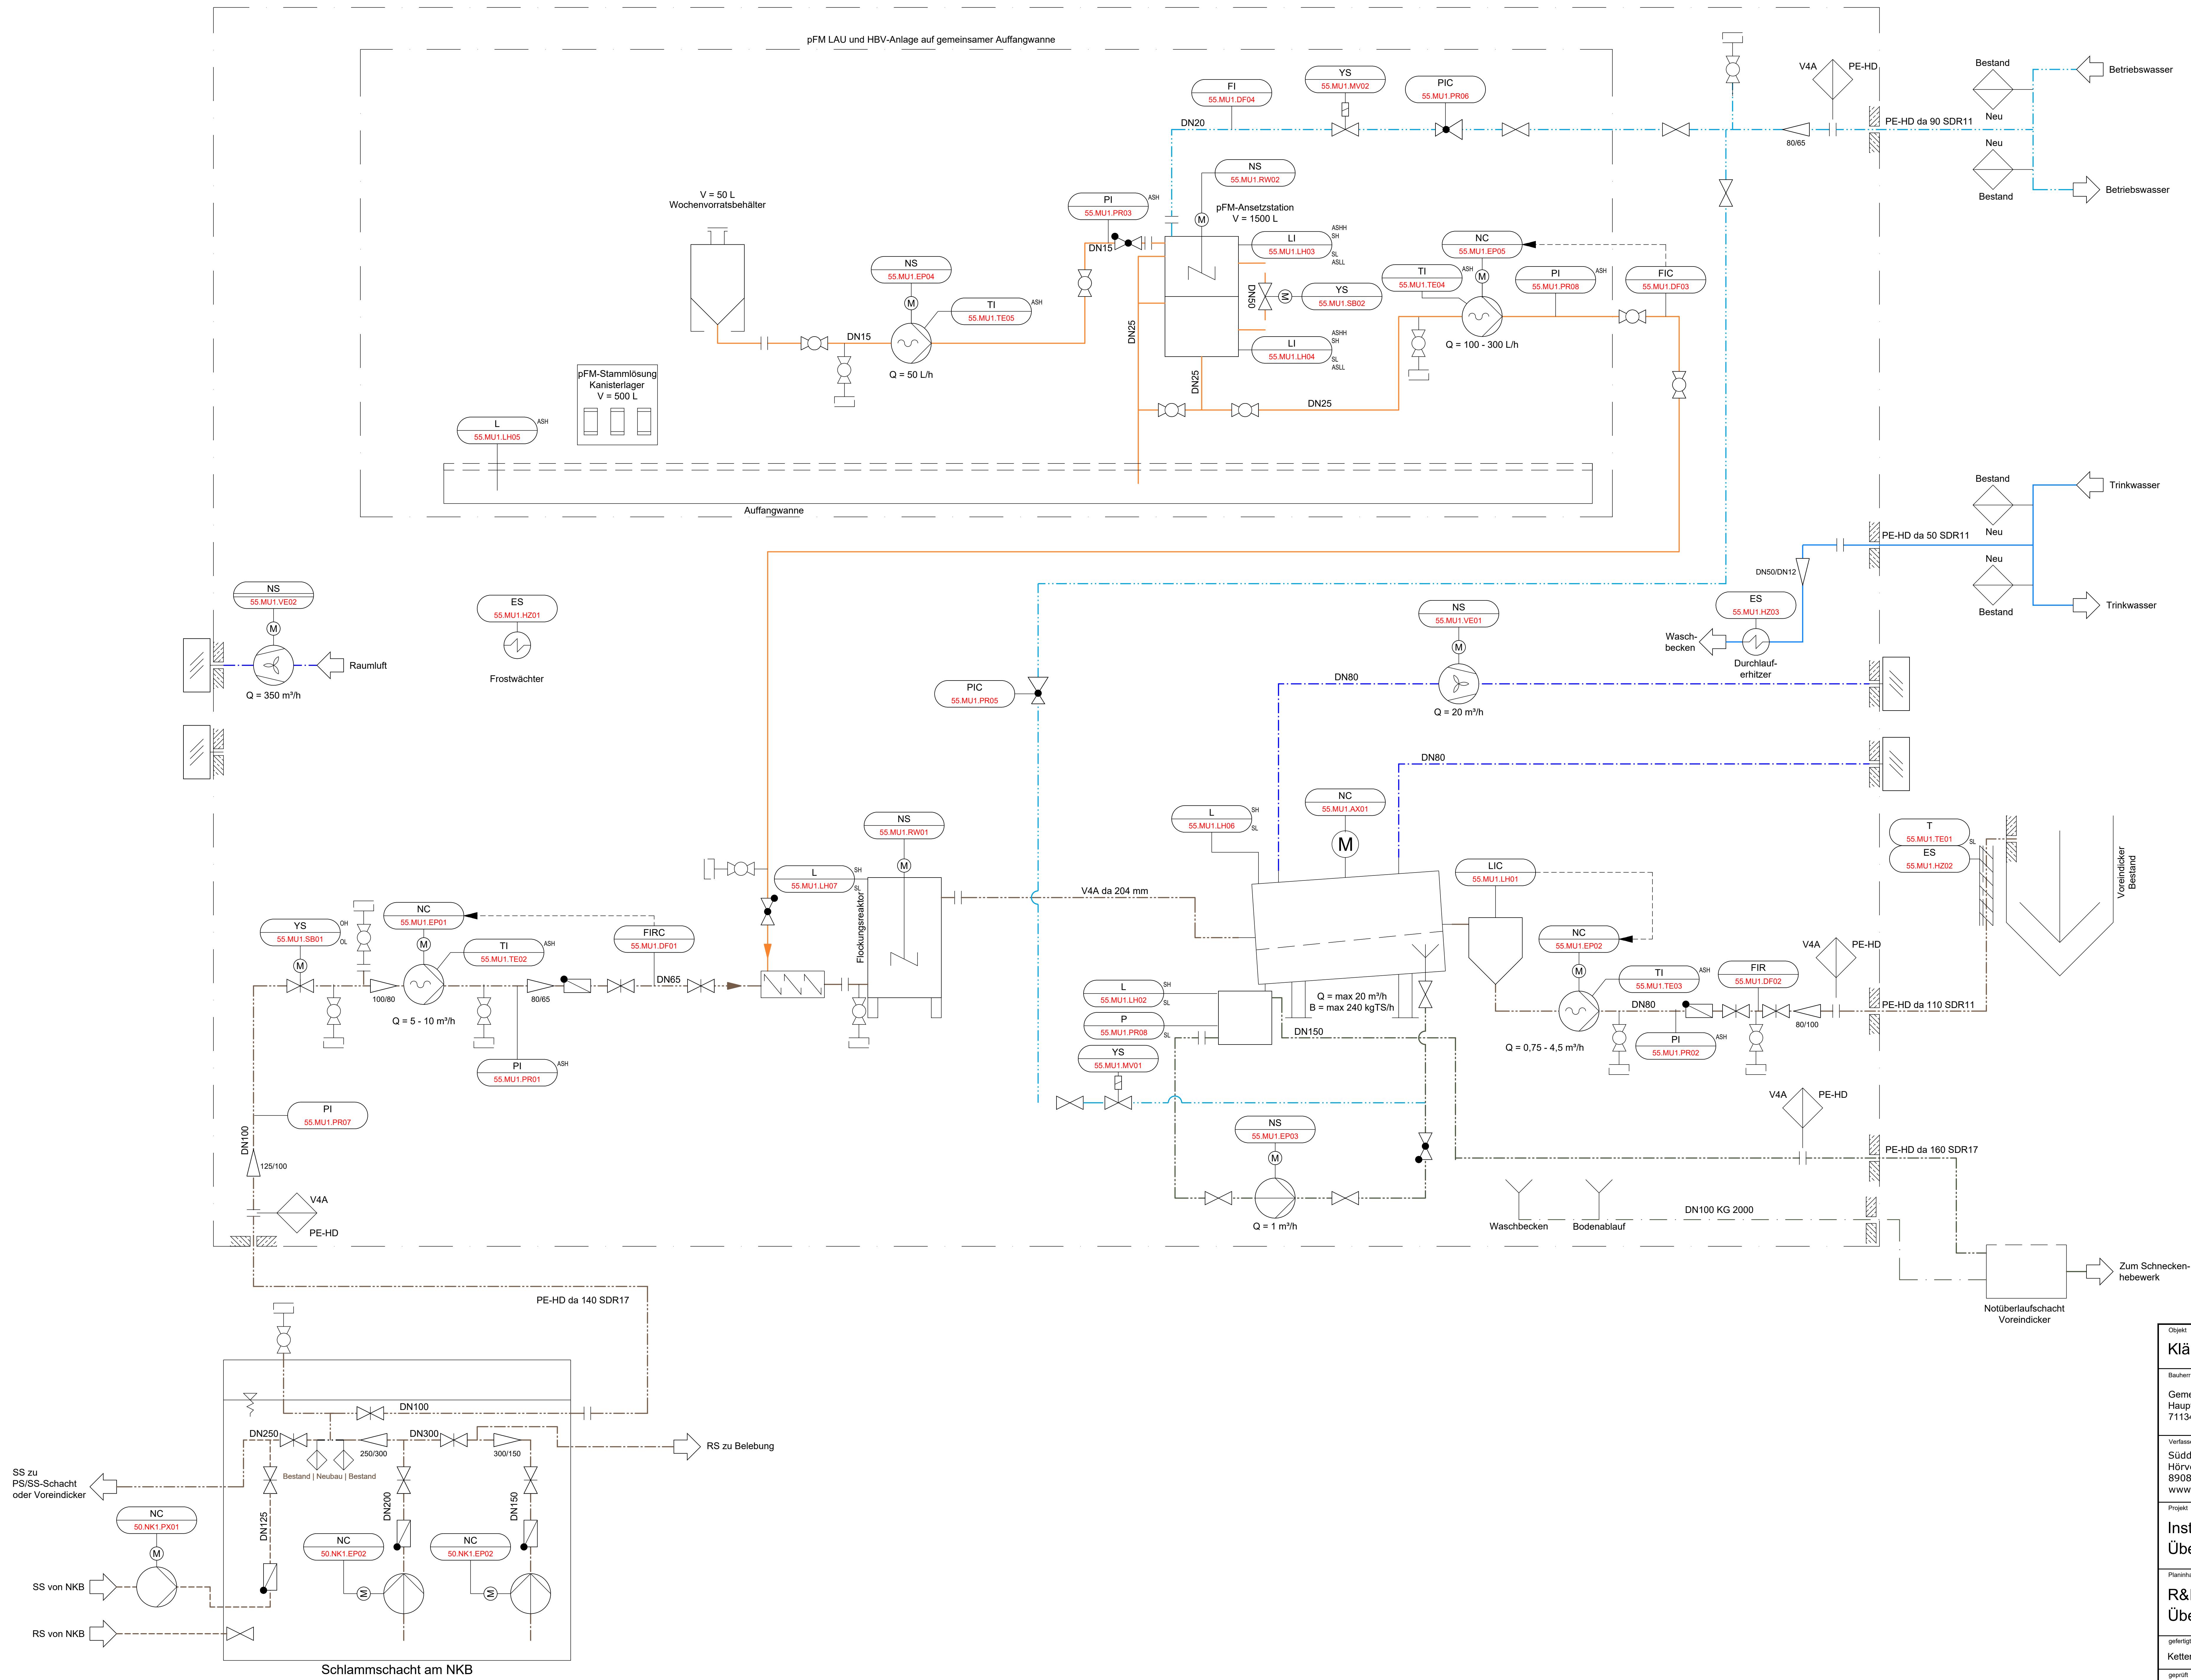 pFM LAU und HBV-Anlage auf gemeinsamer Auffangwanne
FI
55.MU1.DF04
YS
55.MU1.MV02
PIC
55.MU1.PR06
V4A
PE-HD
Bestand
Neu
Betriebswasser
DN20
80/65
PE-HD da 90 SDR11
Neu
Bestand
Betriebswasser
NS
55.MU1.RW02
V = 50 L
Wochenvorratsbehälter
PI
55.MU1.PR03
ASH
DN15
pFM-Ansetzstation
V = 1500 L
M
LI
55.MU1.LH03
ASHH
SH
SL
ASLL
NC
55.MU1.EP05
M
NS
55.MU1.EP04
M
TI
55.MU1.TE05
ASH
DN50
M
YS
55.MU1.SB02
TI
55.MU1.TE04
ASH
PI
55.MU1.PR08
ASH
FIC
55.MU1.DF03
DN15
Q = 50 L/h
DN25
LI
55.MU1.LH04
ASHH
SH
SL
ASLL
Q = 100 - 300 L/h
pFM-Stammlösung
Kanisterlager
V = 500 L
DN25
DN25
L
55.MU1.LH05
ASH
Auffangwanne
Bestand
Neu
Trinkwasser
PE-HD da 50 SDR11
Neu
Bestand
Trinkwasser
DN50/DN12
NS
55.MU1.VE02
M
Raumluft
Q = 350 m³/h
ES
55.MU1.HZ01
Frostwächter
ES
55.MU1.HZ03
Wasch-
becken
Durchlauf-
erhitzer
NS
55.MU1.VE01
M
DN80
Q = 20 m³/h
PIC
55.MU1.PR05
DN80
NC
55.MU1.AX01
M
L
55.MU1.LH06
SH
SL
NS
55.MU1.RW01
M
L
55.MU1.LH07
SH
SL
Flockungsreaktor
V4A da 204 mm
LIC
55.MU1.LH01
T
55.MU1.TE01
SL
ES
55.MU1.HZ02
Voreindicker
Bestand
YS
55.MU1.SB01
OH
OL
M
NC
55.MU1.EP01
M
TI
55.MU1.TE02
ASH
FIRC
55.MU1.DF01
100/80
80/65
DN65
Q = 5 - 10 m³/h
PI
55.MU1.PR01
ASH
L
55.MU1.LH02
SH
SL
P
55.MU1.PR08
SL
YS
55.MU1.MV01
Q = max 20 m³/h
B = max 240 kgTS/h
DN150
NC
55.MU1.EP02
M
TI
55.MU1.TE03
ASH
FIR
55.MU1.DF02
V4A
PE-HD
DN80
80/100
PE-HD da 110 SDR11
Q = 0,75 - 4,5 m³/h
PI
55.MU1.PR02
ASH
PI
55.MU1.PR07
DN100
125/100
V4A
PE-HD
NS
55.MU1.EP03
M
Q = 1 m³/h
V4A
PE-HD
PE-HD da 160 SDR17
Waschbecken
Bodenablauf
DN100 KG 2000
Zum Schnecken-
hebewerk
Notüberlaufschacht
Voreindicker
PE-HD da 140 SDR17
DN100
DN250
250/300
DN300
300/150
Bestand | Neubau | Bestand
RS zu Belebung
SS zu
PS/SS-Schacht
oder Voreindicker
NC
50.NK1.PX01
M
DN125
DN200
DN150
NC
50.NK1.EP02
M
NC
50.NK1.EP02
M
SS von NKB
RS von NKB
Schlammschacht am NKB
Objekt
Klä
Bauherr
Geme
Haup
7113
Verfasse
Südd
Hörv
8908
www
Projekt
Inst
Übe
Planinha
R&
Übe
gefertigt
Ketter
geprüft